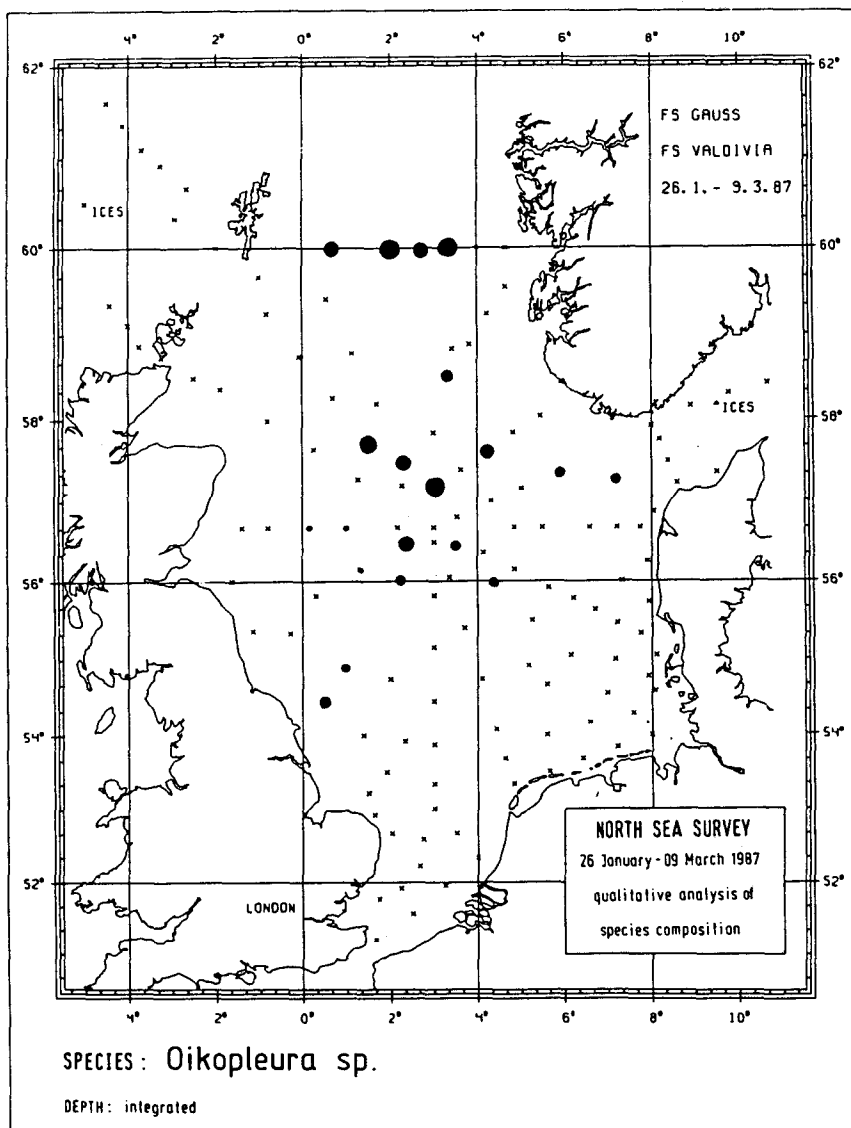 4° 2° 0° 2° 4° 6° 8° 10°
62° 62°
FS GAUSS
FS VALDIVIA
26.1.- 9.3.87
ICES
60° 60°
ICES
58° 58°
56° 56°
54° 54°
NORTH SEA SURVEY
26 January - 09 March 1987
qualitative analysis of
species composition
52° 52°
LONDON
4° 2° 0° 2° 4° 6° 8° 10°
SPECIES: Oikopleura sp.
DEPTH: integrated